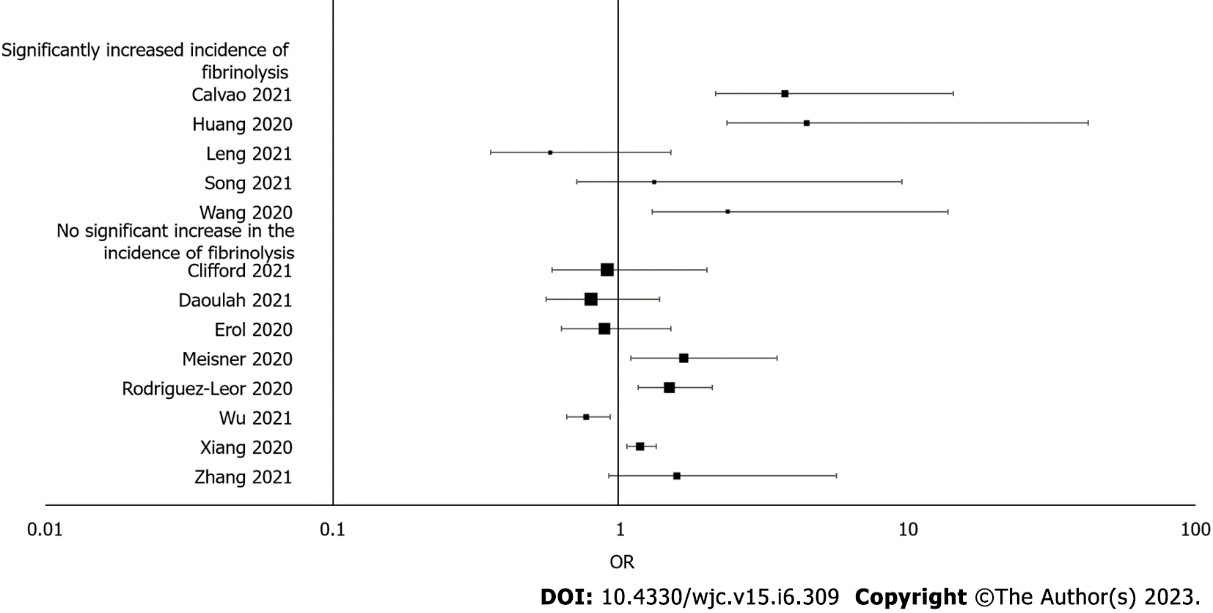 Significantly increased incidence of
fibrinolysis
Calvao 2021
Huang 2020
Leng 2021
Song 2021
Wang 2020
No significant increase in the
incidence of fibrinolysis
Clifford 2021
Daoulah 2021
Erol 2020
Meisner 2020
Rodriguez-Leor 2020
Wu 2021
Xiang 2020
Zhang 2021
0.01 0.1 1 10 100
OR
DOI: 10.4330/wjc.v15.i6.309 Copyright ©The Author(s) 2023.